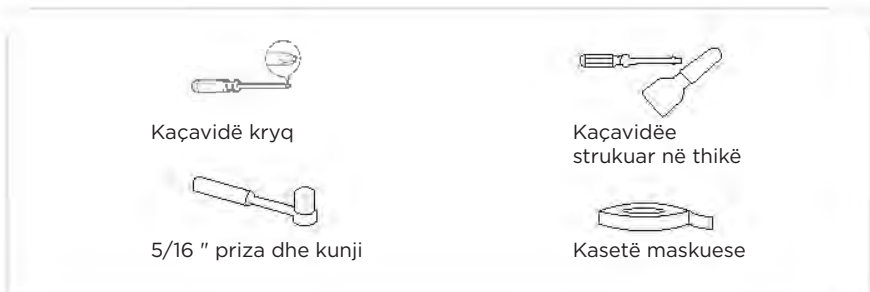 Kaçavidë kryq
Kaçavidëe
strukuar në thikë
5/16 " priza dhe kunji
Kasetë maskuese